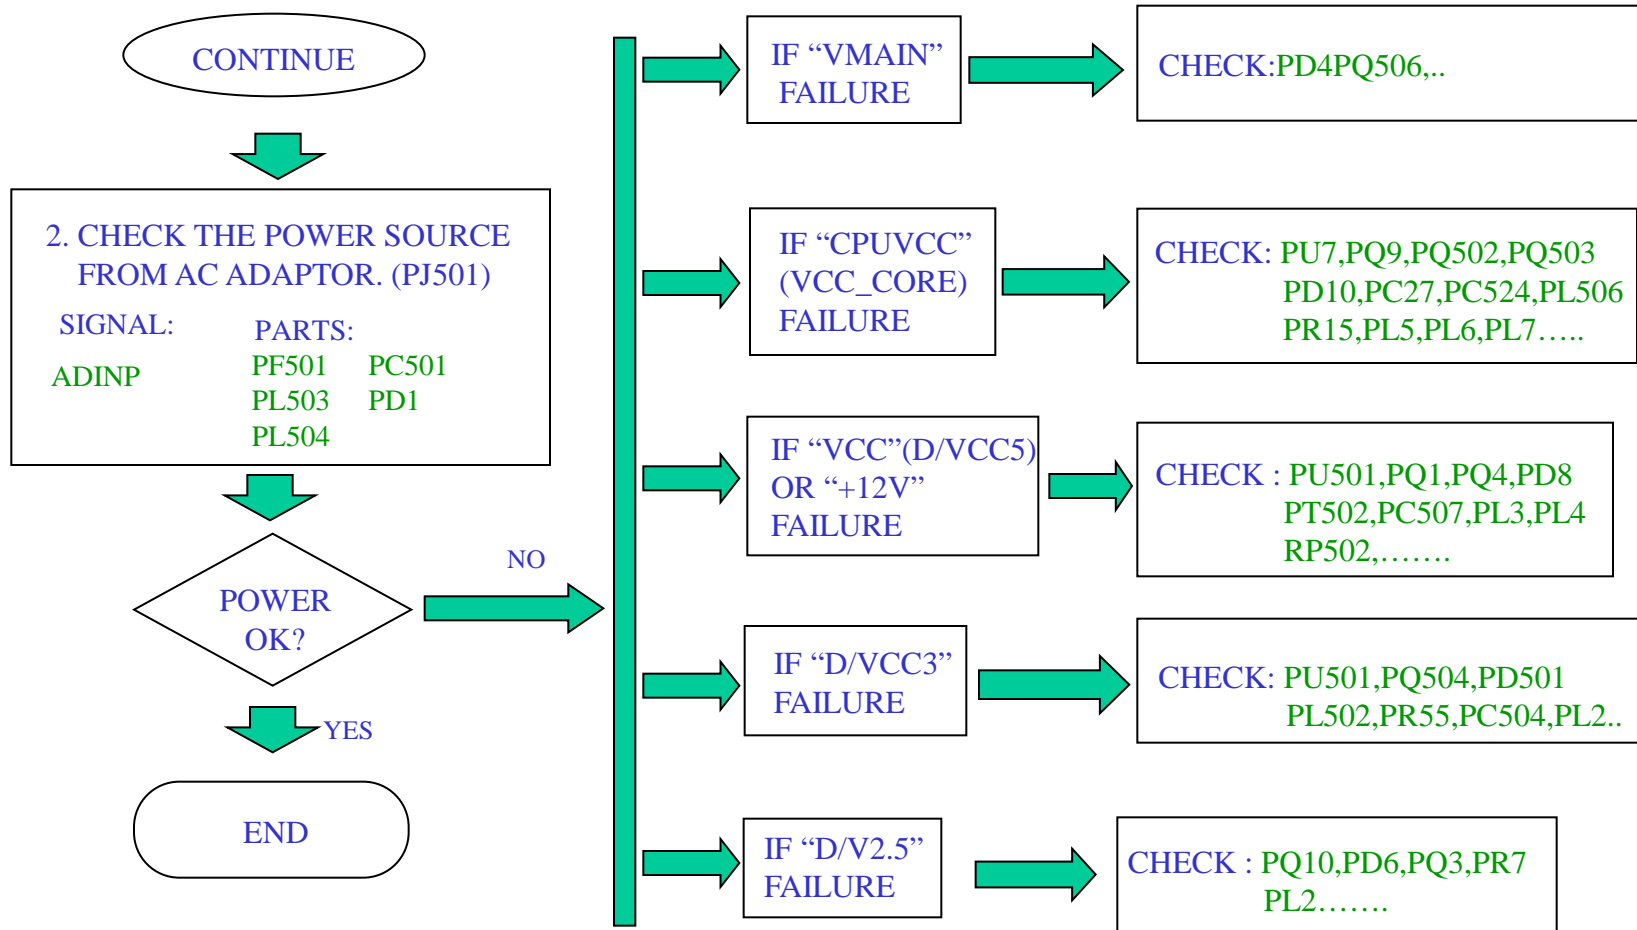 CONTINUE
2. CHECK THE POWER SOURCE
FROM AC ADAPTOR. (PJ501)
SIGNAL:
ADINP
PARTS:
PF501 PC501
PL503 PD1
PL504
POWER
OK?
NO
YES
END
IF “VMAIN”
FAILURE
CHECK:PD4PQ506,..
IF “CPUVCC”
(VCC_CORE)
FAILURE
CHECK: PU7,PQ9,PQ502,PQ503
PD10,PC27,PC524,PL506
PR15,PL5,PL6,PL7…..
IF “VCC”(D/VCC5)
OR “+12V”
FAILURE
CHECK : PU501,PQ1,PQ4,PD8
PT502,PC507,PL3,PL4
RP502,…….
IF “D/VCC3”
FAILURE
CHECK: PU501,PQ504,PD501
PL502,PR55,PC504,PL2..
IF “D/V2.5”
FAILURE
CHECK : PQ10,PD6,PQ3,PR7
PL2…….